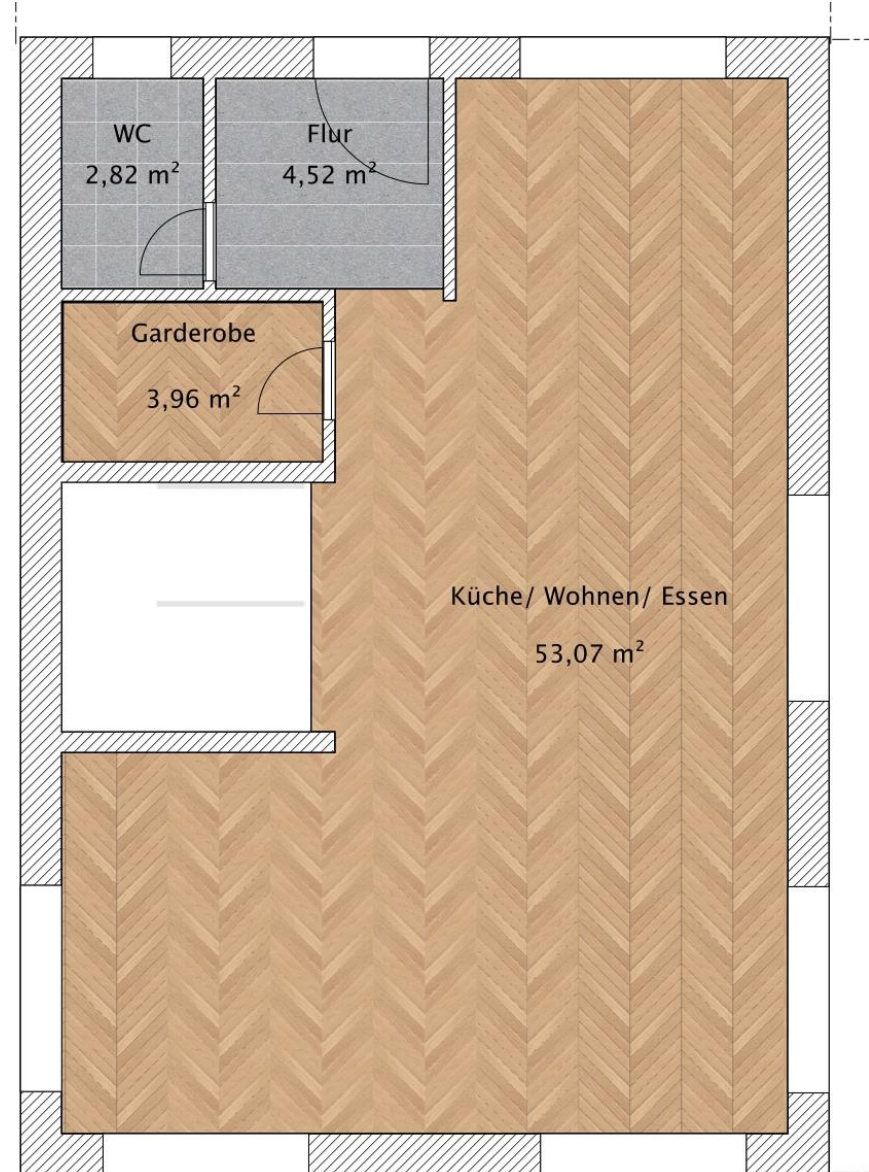 WC
2,82 m²
Flur
4,52 m²
Garderobe
3,96 m²
Küche/ Wohnen/ Essen
53,07 m²